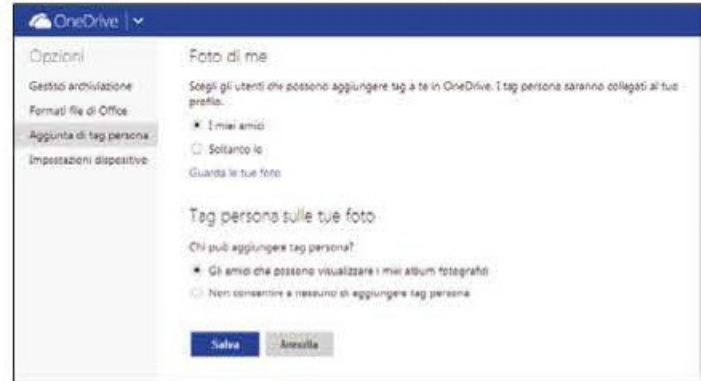 OneDrive
Opzioni
Gestisci archiviazione
Formati file di Office
Aggiunta di tag persona
Impostazioni dispositivo
Foto di me
Scegli gli utenti che possono aggiungere tag a te in OneDrive. I tag persona saranno collegati al tuo
profilo.
I miei amici
Soltanto io
Guarda le tue foto
Tag persona sulle tue foto
Chi può aggiungere tag persona?
Gli amici che possono visualizzare i miei album fotografici
Non consentire a nessuno di aggiungere tag persona
Salva
Annulla